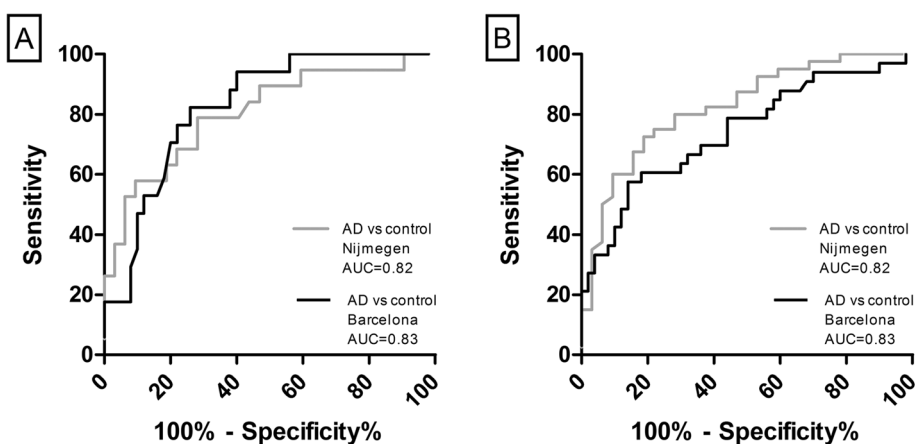 A
100
80
60
40
20
0
Sensitivity
AD vs control
Nijmegen
AUC=0.82
AD vs control
Barcelona
AUC=0.83
0
20
40
60
80
100
100% - Specificity%
B
100
80
60
40
20
0
Sensitivity
AD vs control
Nijmegen
AUC=0.82
AD vs control
Barcelona
AUC=0.83
0
20
40
60
80
100
100% - Specificity%